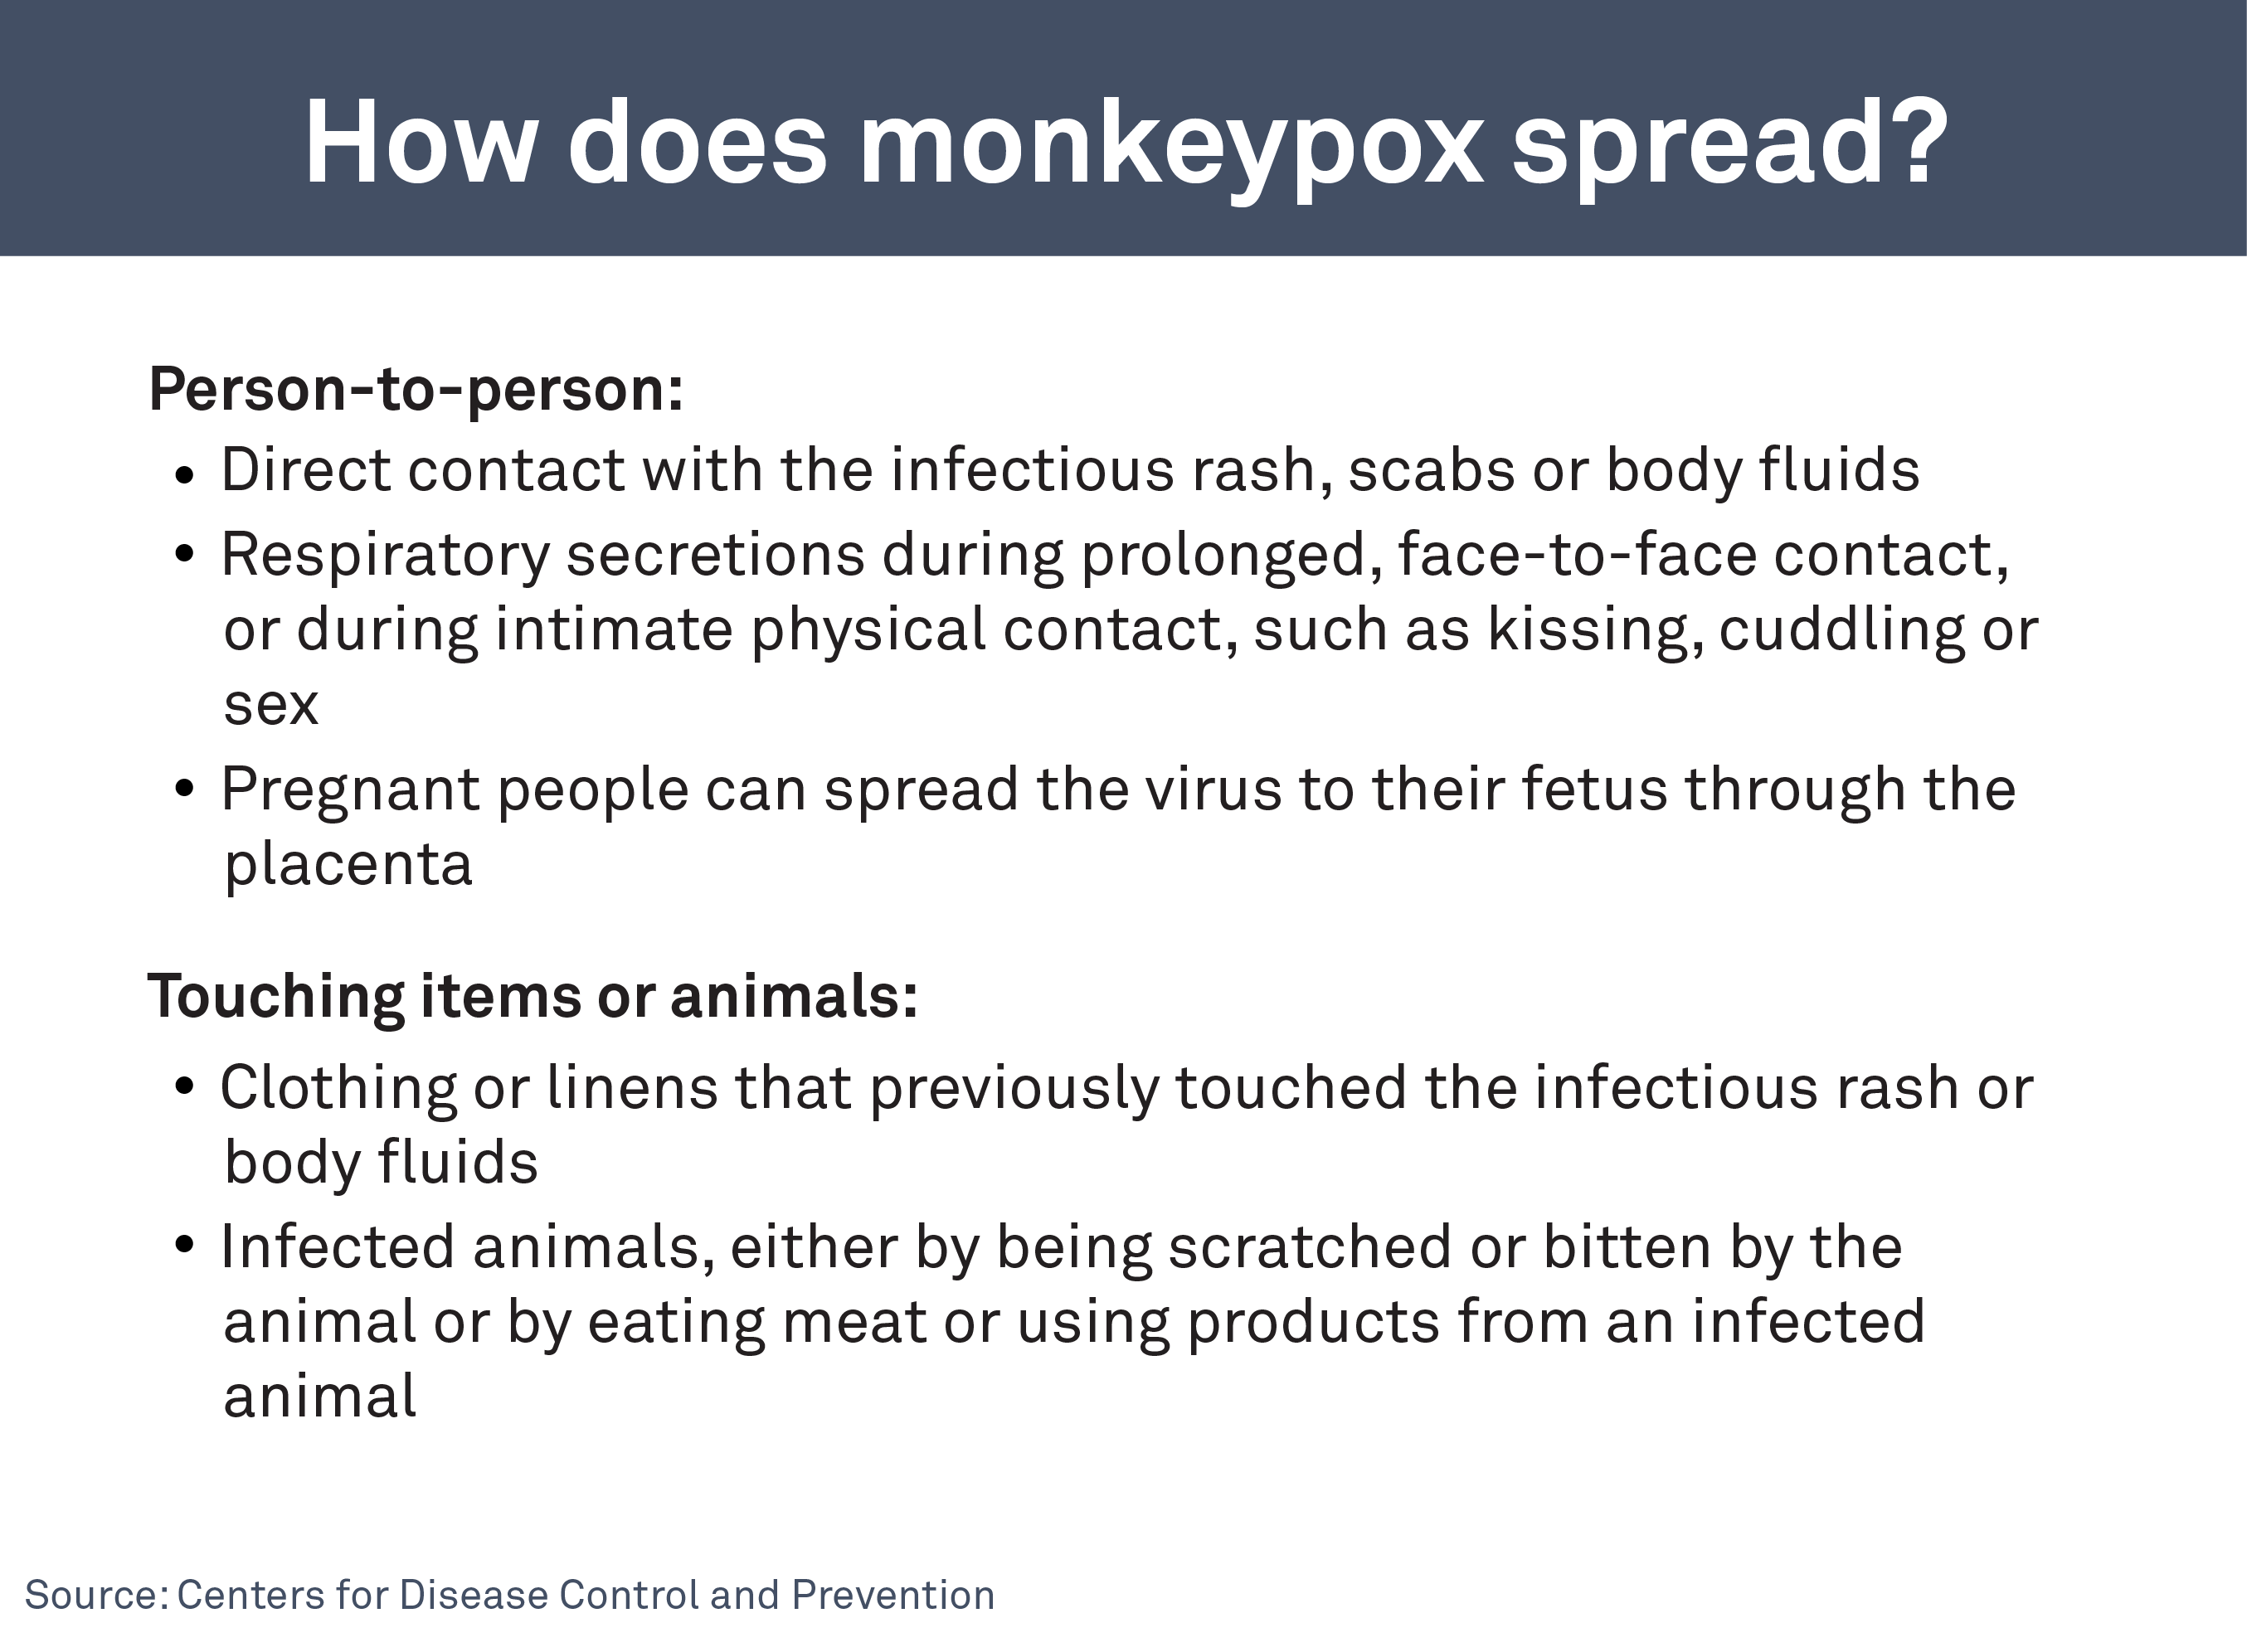 How does monkeypox spread?
Person-to-person:
• Direct contact with the infectious rash, scabs or body fluids
• Respiratory secretions during prolonged, face-to-face contact,
or during intimate physical contact, such as kissing, cuddling or
sex
• Pregnant people can spread the virus to their fetus through the
placenta
Touching items or animals:
• Clothing or linens that previously touched the infectious rash or
body fluids
• Infected animals, either by being scratched or bitten by the
animal or by eating meat or using products from an infected
animal
Source: Centers for Disease Control and Prevention